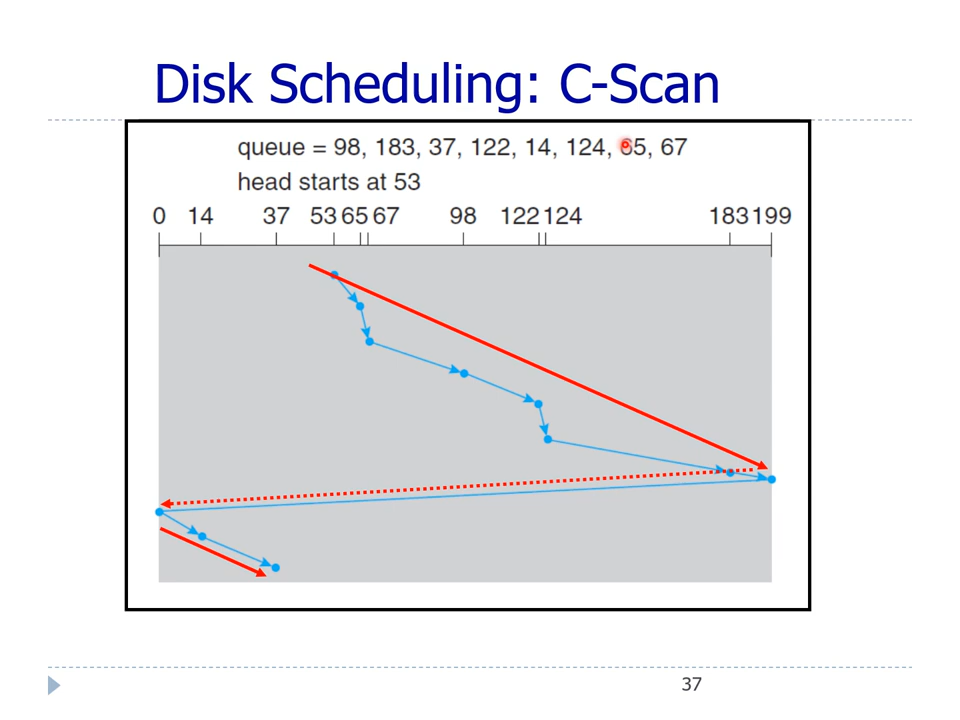 Disk Scheduling: C-Scan
queue = 98, 183, 37, 122, 14, 124, 65, 67
head starts at 53
0 14 37 53 65 67 98 122 124 183 199
37